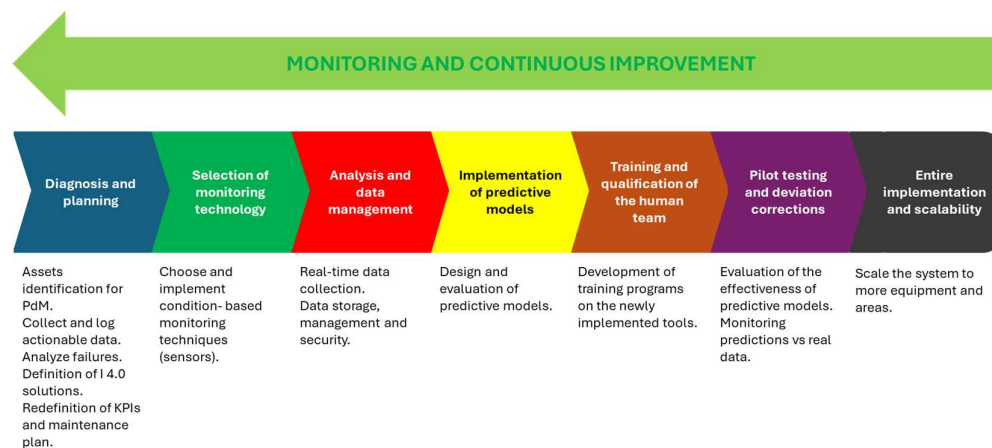 MONITORING AND CONTINUOUS IMPROVEMENT
Diagnosis and
planning
Selection of
monitoring
technology
Analysis and
data
management
Implementation
of predictive
models
Training and
qualification of
the human
team
Pilot testing
and deviation
corrections
Entire
implementation
and scalability
Assets
identification for
PdM.
Collect and log
actionable data.
Analyze failures.
Definition of I 4.0
solutions.
Redefinition of KPIs
and maintenance
plan.
Choose and
implement
condition- based
monitoring
techniques
(sensors).
Real-time data
collection.
Data storage,
management and
security.
Design and
evaluation of
predictive models.
Development of
training programs
on the newly
implemented tools.
Evaluation of the
effectiveness of
predictive models.
Monitoring
predictions vs real
data.
Scale the system to
more equipment and
areas.